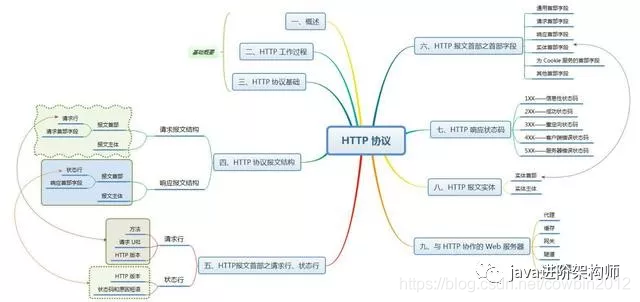 HTTP 协议
基础概要
一、概述
二、HTTP 工作过程
三、HTTP 协议基础
四、HTTP 协议报文结构
请求报文结构
报文首部
请求行
请求首部字段
报文主体
响应报文结构
报文首部
状态行
响应首部字段
报文主体
五、HTTP报文首部之请求行、状态行
请求行
方法
请求 URI
HTTP 版本
状态行
HTTP 版本
状态码和原因短语
六、HTTP 报文首部之首部字段
通用首部字段
请求首部字段
响应首部字段
实体首部字段
为 Cookie 服务的首部字段
其他首部字段
七、HTTP 响应状态码
1XX——信息性状态码
2XX——成功状态码
3XX——重定向状态码
4XX——客户端错误状态码
5XX——服务器错误状态码
八、HTTP 报文实体
实体首部
实体主体
九、与 HTTP 协作的 Web 服务器
代理
缓存
网关
隧道
java进阶架构师
https://blog.csdn.net/cowbin2012